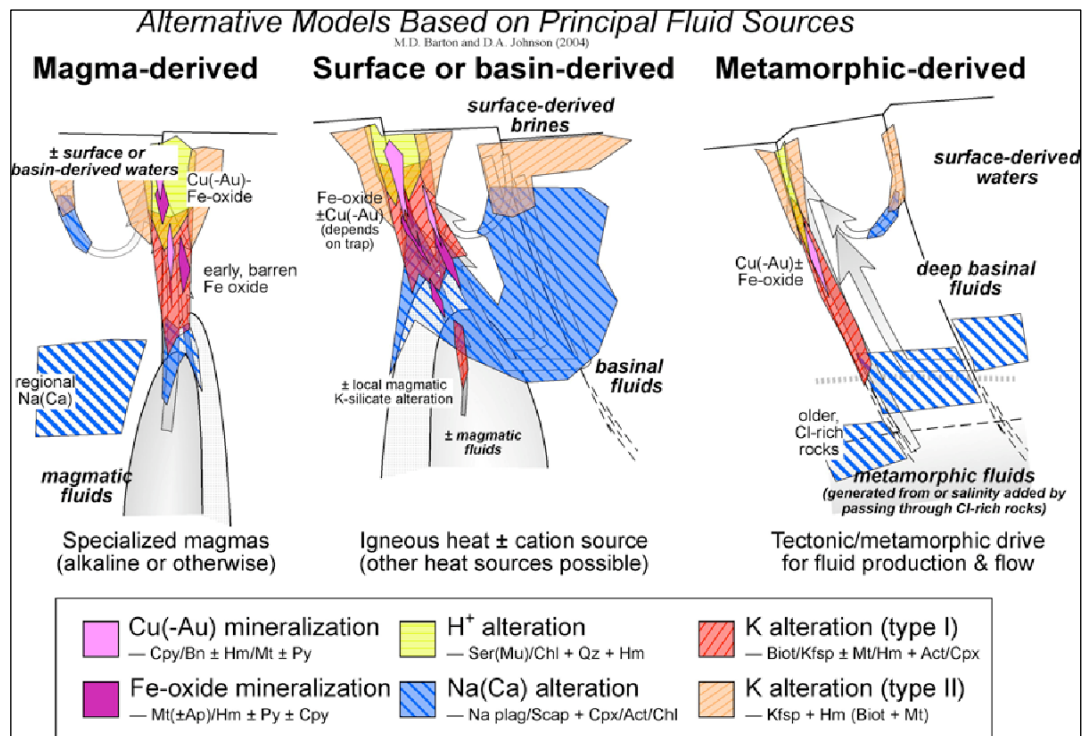 Alternative Models Based on Principal Fluid Sources
M.D. Barton and D.A. Johnson (2004)
Magma-derived
± surface or
basin-derived waters
Cu(-Au)-
Fe-oxide
early, barren
Fe oxide
regional
Na(Ca)
magmatic
fluids
Specialized magmas
(alkaline or otherwise)
Surface or basin-derived
surface-derived
brines
Fe-oxide
±Cu(-Au)
(depends
on trap)
± local magmatic
K-silicate alteration
± magmatic
fluids
basinal
fluids
Igneous heat ± cation source
(other heat sources possible)
Metamorphic-derived
surface-derived
waters
Cu(-Au)±
Fe-oxide
deep basinal
fluids
older,
Cl-rich
rocks
metamorphic fluids
(generated from or salinity added by
passing through Cl-rich rocks)
Tectonic/metamorphic drive
for fluid production & flow
Cu(-Au) mineralization
— Cpy/Bn ± Hm/Mt ± Py
H⁺ alteration
— Ser(Mu)/Chl + Qz + Hm
K alteration (type I)
— Biot/Kfsp ± Mt/Hm + Act/Cpx
Fe-oxide mineralization
— Mt(±Ap)/Hm ± Py ± Cpy
Na(Ca) alteration
— Na plag/Scap + Cpx/Act/Chl
K alteration (type II)
— Kfsp + Hm (Biot + Mt)